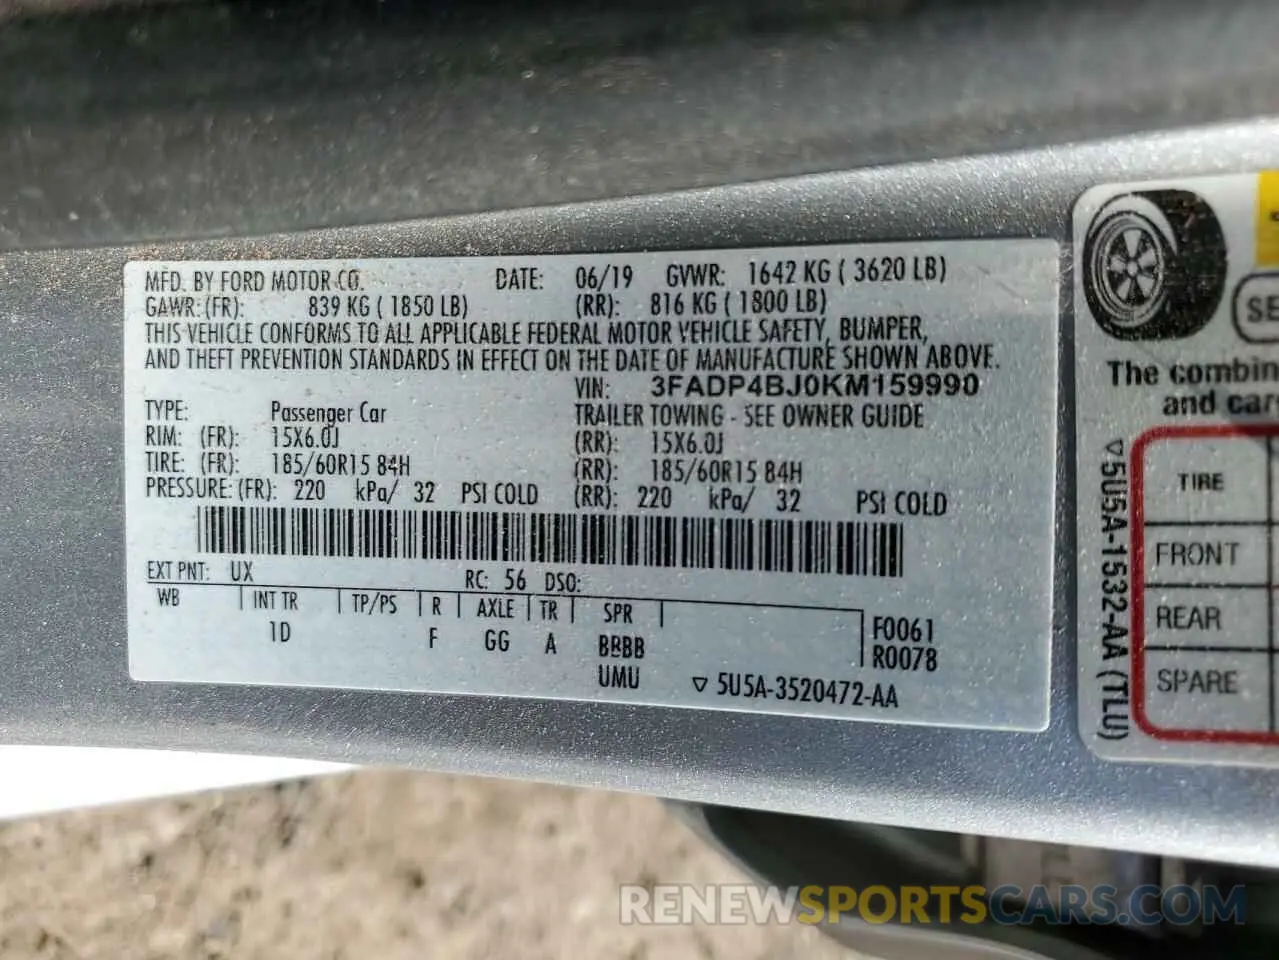 MFD. BY FORD MOTOR CO. DATE: 06/19 GVWR: 1642 KG ( 3620 LB)
GAWR: (FR): 839 KG ( 1850 LB) (RR): 816 KG ( 1800 LB)
THIS VEHICLE CONFORMS TO ALL APPLICABLE FEDERAL MOTOR VEHICLE SAFETY, BUMPER,
AND THEFT PREVENTION STANDARDS IN EFFECT ON THE DATE OF MANUFACTURE SHOWN ABOVE.
VIN: 3FADP4BJ0KM159990
TYPE: Passenger Car TRAILER TOWING - SEE OWNER GUIDE
RIM: (FR): 15X6.0J (RR): 15X6.0J
TIRE: (FR): 185/60R15 84H (RR): 185/60R15 84H
PRESSURE: (FR): 220 kPa/ 32 PSI COLD (RR): 220 kPa/ 32 PSI COLD
EXT PNT: UX RC: 56 DSO:
WB INT TR TP/PS R AXLE TR SPR
1D F GG A BBBB
UMU
F0061
R0078
▽ 5U5A-3520472-AA
SE
The combin
and car
TIRE
FRONT
REAR
SPARE
▽5U5A-1532-AA (TLU)
RENEWSPORTSCARS.COM